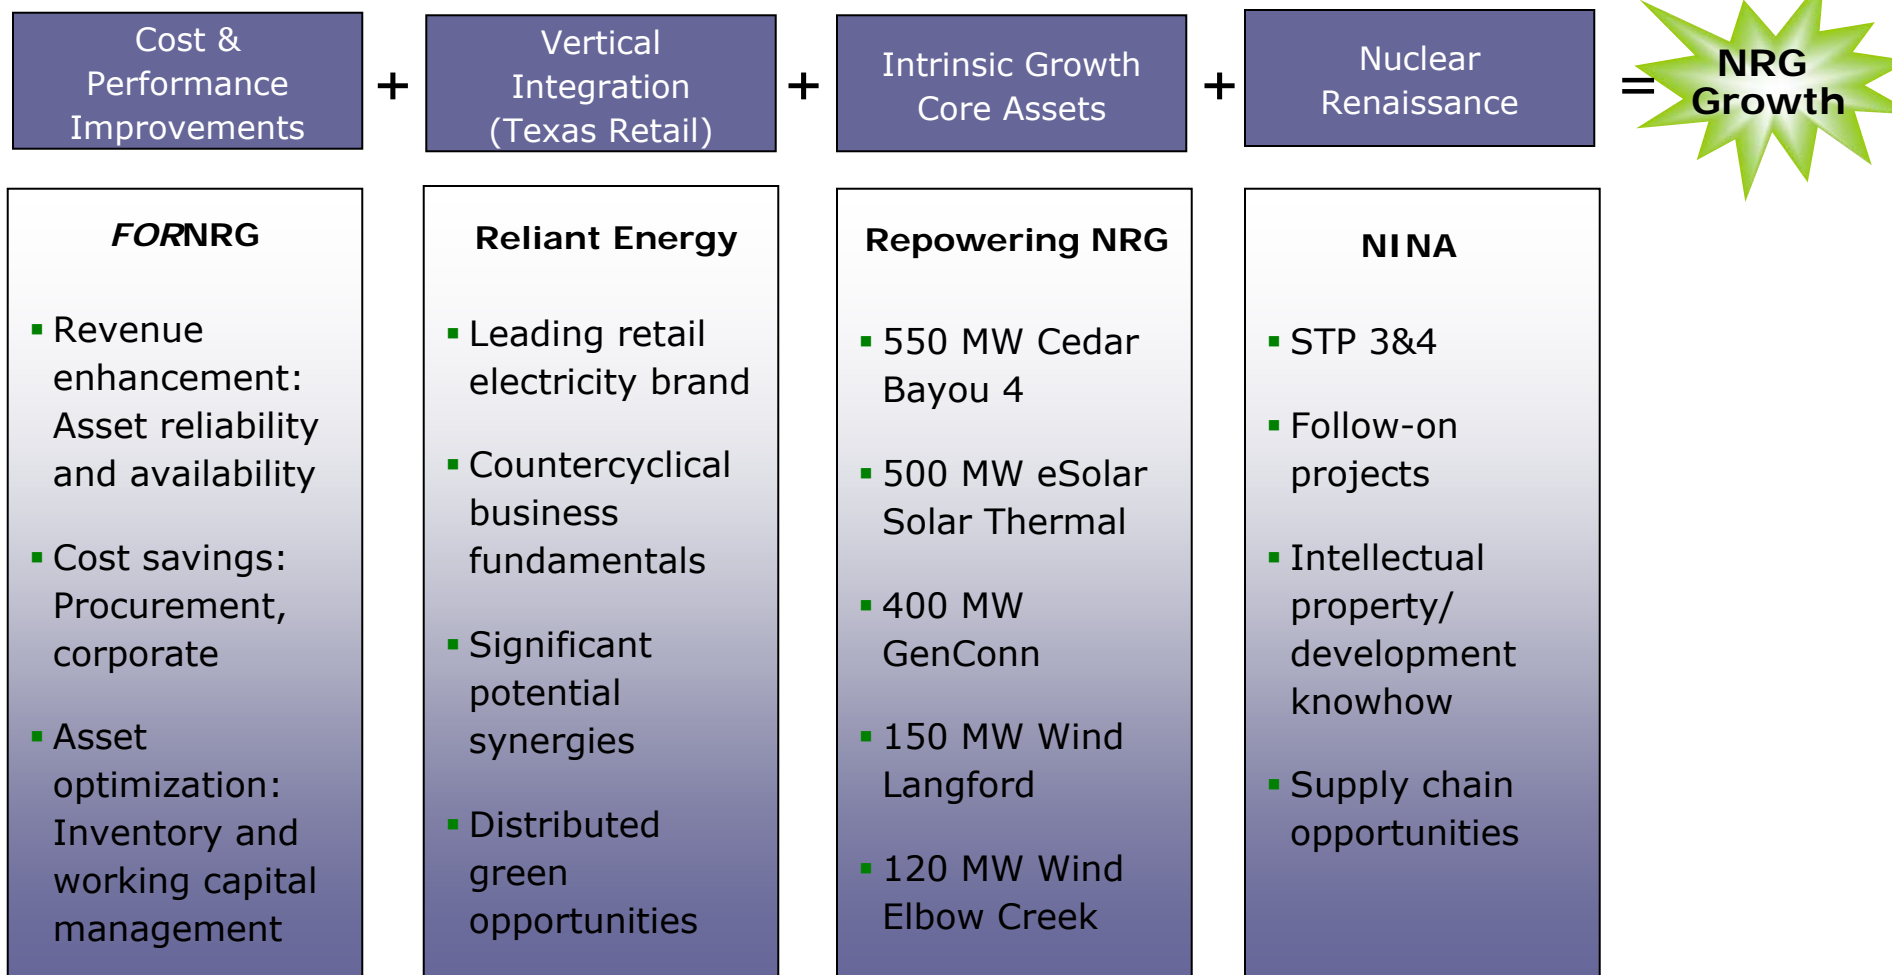 Cost &
Performance
Improvements
+
Vertical
Integration
(Texas Retail)
+
Intrinsic Growth
Core Assets
+
Nuclear
Renaissance
=
NRG
Growth
FORNRG
▪ Revenue
enhancement:
Asset reliability
and availability
▪ Cost savings:
Procurement,
corporate
▪ Asset
optimization:
Inventory and
working capital
management
Reliant Energy
▪ Leading retail
electricity brand
▪ Countercyclical
business
fundamentals
▪ Significant
potential
synergies
▪ Distributed
green
opportunities
Repowering NRG
▪ 550 MW Cedar
Bayou 4
▪ 500 MW eSolar
Solar Thermal
▪ 400 MW
GenConn
▪ 150 MW Wind
Langford
▪ 120 MW Wind
Elbow Creek
NINA
▪ STP 3&4
▪ Follow-on
projects
▪ Intellectual
property/
development
knowhow
▪ Supply chain
opportunities